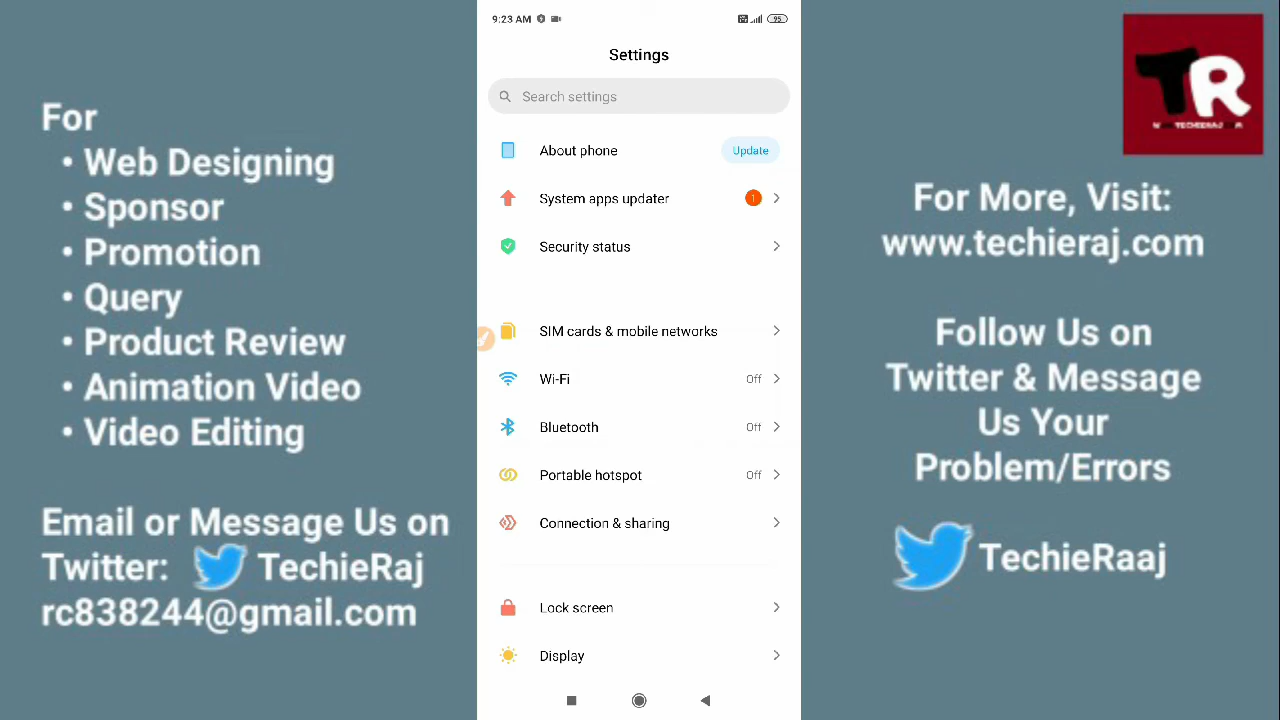 For
• Web Designing
• Sponsor
• Promotion
• Query
• Product Review
• Animation Video
• Video Editing
Email or Message Us on
Twitter: TechieRaj
rc838244@gmail.com
9:23 AM
95
Settings
Search settings
About phone
Update
System apps updater
1
Security status
SIM cards & mobile networks
Wi-Fi
Off
Bluetooth
Off
Portable hotspot
Off
Connection & sharing
Lock screen
Display
TR
For More, Visit:
www.techieraj.com
Follow Us on
Twitter & Message
Us Your
Problem/Errors
TechieRaaj